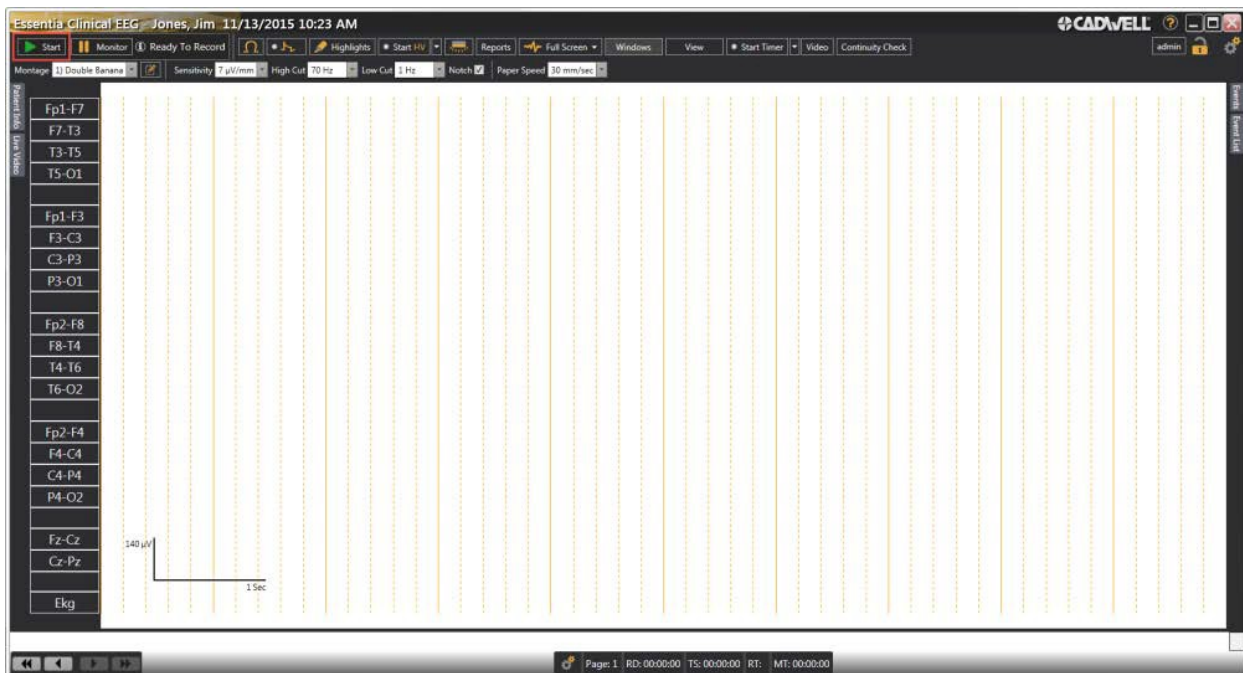 Essentia Clinical EEG - Jones, Jim 11/13/2015 10:23 AM CADWELL ?
Start Monitor Ready To Record Ω Highlights Start HV Reports Full Screen Windows View Start Timer Video Continuity Check admin
Montage 1) Double Banana Sensitivity 7 µV/mm High Cut 70 Hz Low Cut 1 Hz Notch Paper Speed 30 mm/sec
Patient Info
Live Video
Events
Event List
Fp1-F7
F7-T3
T3-T5
T5-O1
Fp1-F3
F3-C3
C3-P3
P3-O1
Fp2-F8
F8-T4
T4-T6
T6-O2
Fp2-F4
F4-C4
C4-P4
P4-O2
Fz-Cz
Cz-Pz
Ekg
140 µV
1 Sec
Page: 1 RD: 00:00:00 TS: 00:00:00 RT: MT: 00:00:00